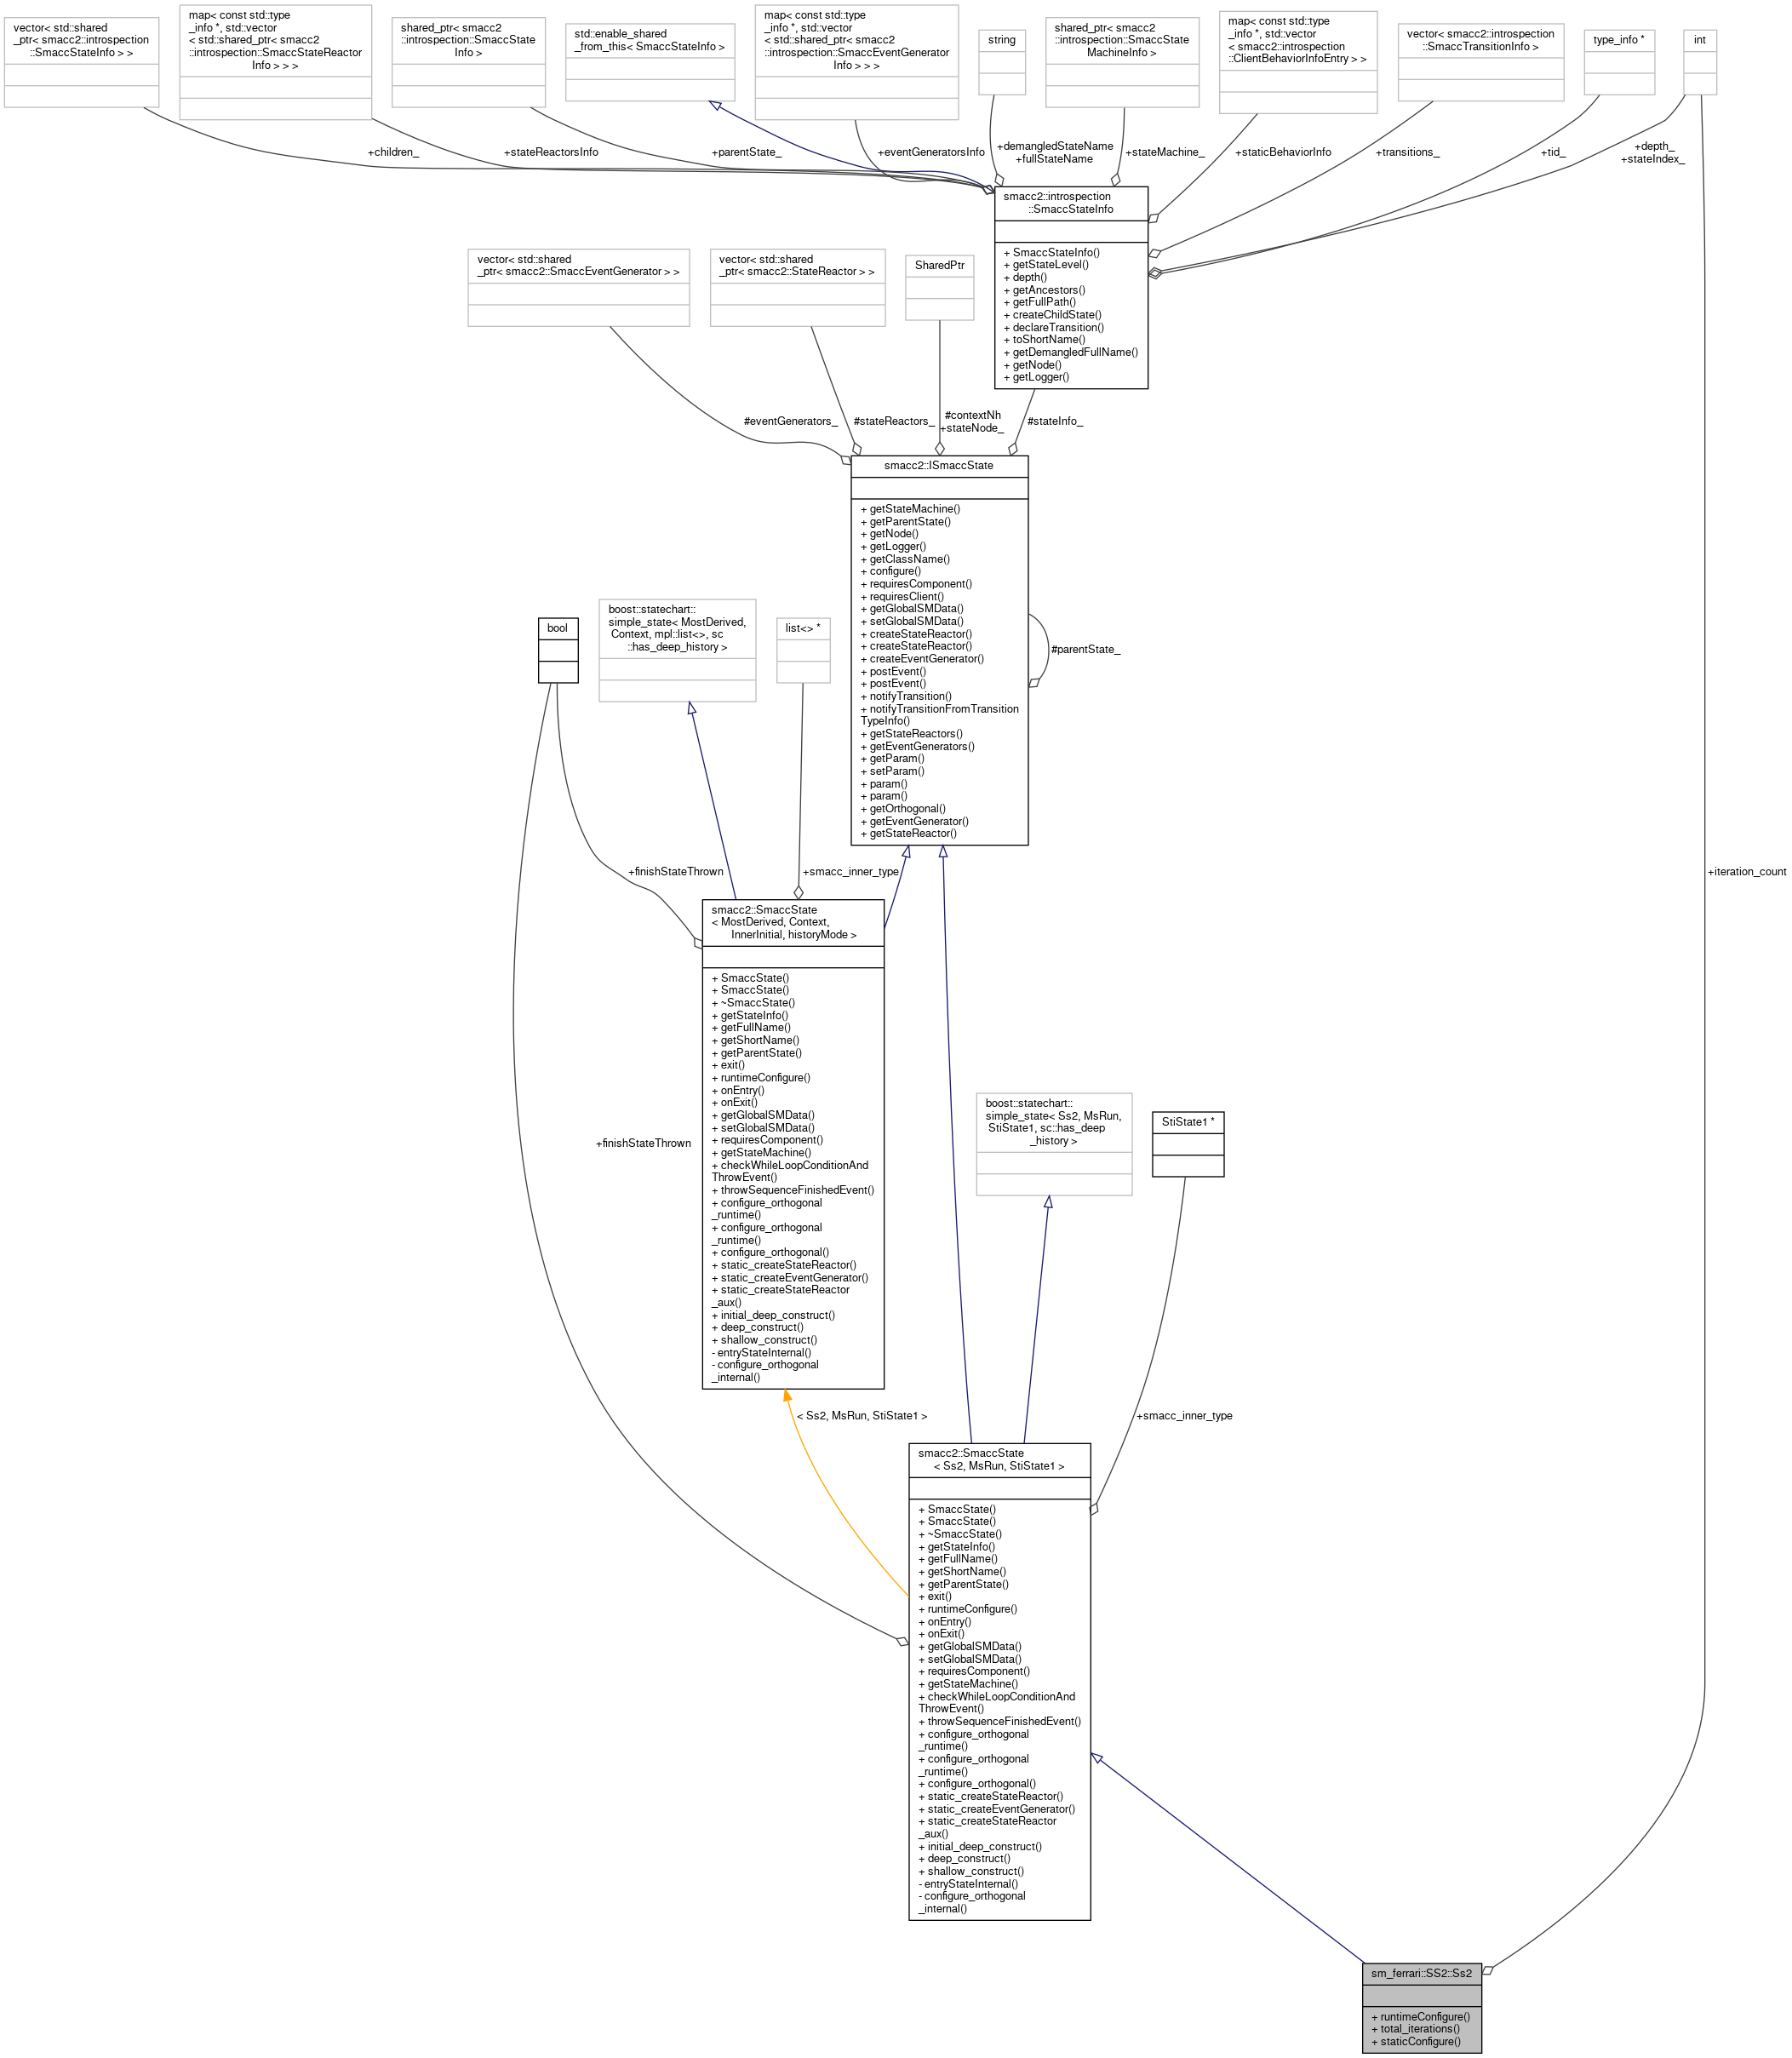 vector< std::shared
_ptr< smacc2::introspection
::SmaccStateInfo > >
map< const std::type
_info *, std::vector
< std::shared_ptr< smacc2
::introspection::SmaccStateReactor
Info > > >
shared_ptr< smacc2
::introspection::SmaccState
Info >
std::enable_shared
_from_this< SmaccStateInfo >
map< const std::type
_info *, std::vector
< std::shared_ptr< smacc2
::introspection::SmaccEventGenerator
Info > > >
string
shared_ptr< smacc2
::introspection::SmaccState
MachineInfo >
map< const std::type
_info *, std::vector
< smacc2::introspection
::ClientBehaviorInfoEntry > >
vector< smacc2::introspection
::SmaccTransitionInfo >
type_info *
int
+children_
+stateReactorsInfo
+parentState_
+eventGeneratorsInfo
+demangledStateName
+fullStateName
+stateMachine_
+staticBehaviorInfo
+transitions_
+tid_
+depth_
+stateIndex_
smacc2::introspection
::SmaccStateInfo
+ SmaccStateInfo()
+ getStateLevel()
+ depth()
+ getAncestors()
+ getFullPath()
+ createChildState()
+ declareTransition()
+ toShortName()
+ getDemangledFullName()
+ getNode()
+ getLogger()
vector< std::shared
_ptr< smacc2::SmaccEventGenerator > >
vector< std::shared
_ptr< smacc2::StateReactor > >
SharedPtr
#eventGenerators_
#stateReactors_
#contextNh
+stateNode_
#stateInfo_
smacc2::ISmaccState
+ getStateMachine()
+ getParentState()
+ getNode()
+ getLogger()
+ getClassName()
+ configure()
+ requiresComponent()
+ requiresClient()
+ getGlobalSMData()
+ setGlobalSMData()
+ createStateReactor()
+ createStateReactor()
+ createEventGenerator()
+ postEvent()
+ postEvent()
+ notifyTransition()
+ notifyTransitionFromTransition
TypeInfo()
+ getStateReactors()
+ getEventGenerators()
+ getParam()
+ setParam()
+ param()
+ param()
+ getOrthogonal()
+ getEventGenerator()
+ getStateReactor()
#parentState_
bool
boost::statechart::
simple_state< MostDerived,
Context, mpl::list<>, sc
::has_deep_history >
list<> *
+finishStateThrown
+smacc_inner_type
+iteration_count
smacc2::SmaccState
< MostDerived, Context,
InnerInitial, historyMode >
+ SmaccState()
+ SmaccState()
+ ~SmaccState()
+ getStateInfo()
+ getFullName()
+ getShortName()
+ getParentState()
+ exit()
+ runtimeConfigure()
+ onEntry()
+ onExit()
+ getGlobalSMData()
+ setGlobalSMData()
+ requiresComponent()
+ getStateMachine()
+ checkWhileLoopConditionAnd
ThrowEvent()
+ throwSequenceFinishedEvent()
+ configure_orthogonal
_runtime()
+ configure_orthogonal
_runtime()
+ configure_orthogonal()
+ static_createStateReactor()
+ static_createEventGenerator()
+ static_createStateReactor
_aux()
+ initial_deep_construct()
+ deep_construct()
+ shallow_construct()
- entryStateInternal()
- configure_orthogonal
_internal()
+finishStateThrown
boost::statechart::
simple_state< Ss2, MsRun,
StiState1, sc::has_deep
_history >
StiState1 *
< Ss2, MsRun, StiState1 >
+smacc_inner_type
smacc2::SmaccState
< Ss2, MsRun, StiState1 >
+ SmaccState()
+ SmaccState()
+ ~SmaccState()
+ getStateInfo()
+ getFullName()
+ getShortName()
+ getParentState()
+ exit()
+ runtimeConfigure()
+ onEntry()
+ onExit()
+ getGlobalSMData()
+ setGlobalSMData()
+ requiresComponent()
+ getStateMachine()
+ checkWhileLoopConditionAnd
ThrowEvent()
+ throwSequenceFinishedEvent()
+ configure_orthogonal
_runtime()
+ configure_orthogonal
_runtime()
+ configure_orthogonal()
+ static_createStateReactor()
+ static_createEventGenerator()
+ static_createStateReactor
_aux()
+ initial_deep_construct()
+ deep_construct()
+ shallow_construct()
- entryStateInternal()
- configure_orthogonal
_internal()
sm_ferrari::SS2::Ss2
+ runtimeConfigure()
+ total_iterations()
+ staticConfigure()